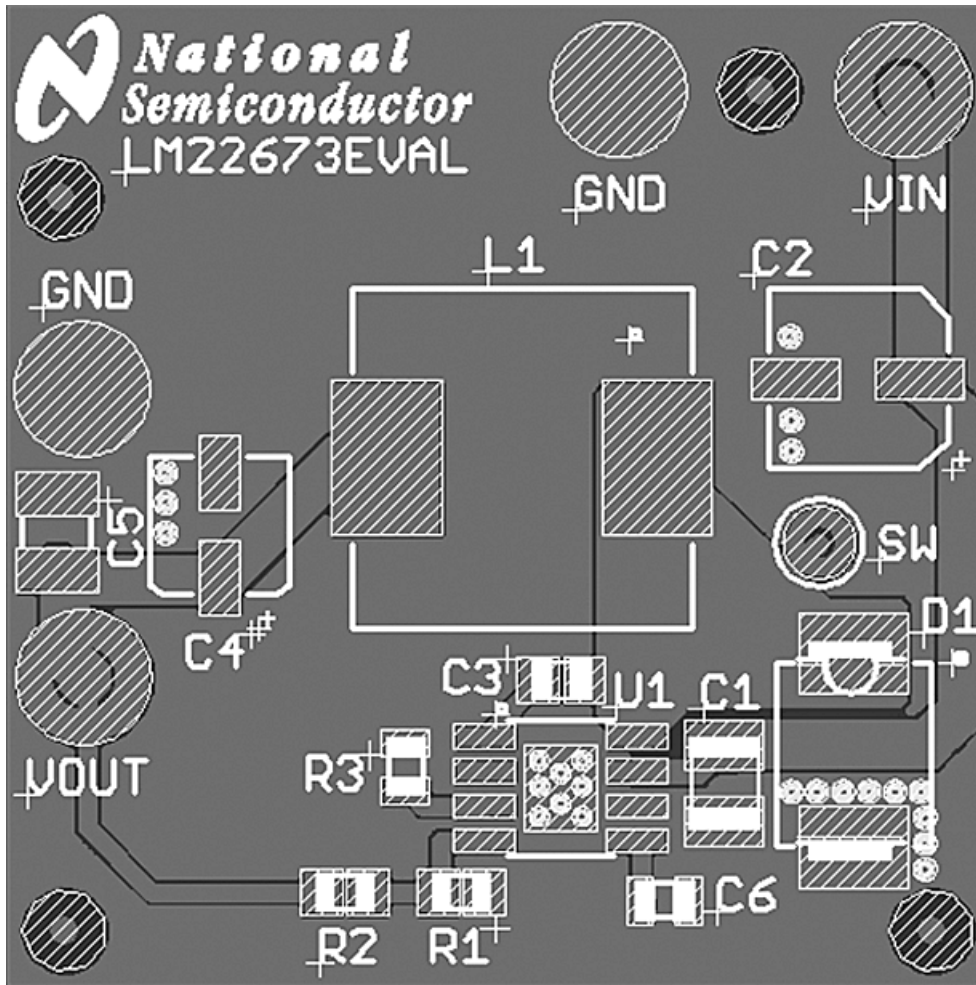 National
Semiconductor
LM22673EVAL
GND
VIN
L1
C2
GND
C5
SW
C4
D1
C3
U1
C1
R3
VOUT
C6
R2
R1